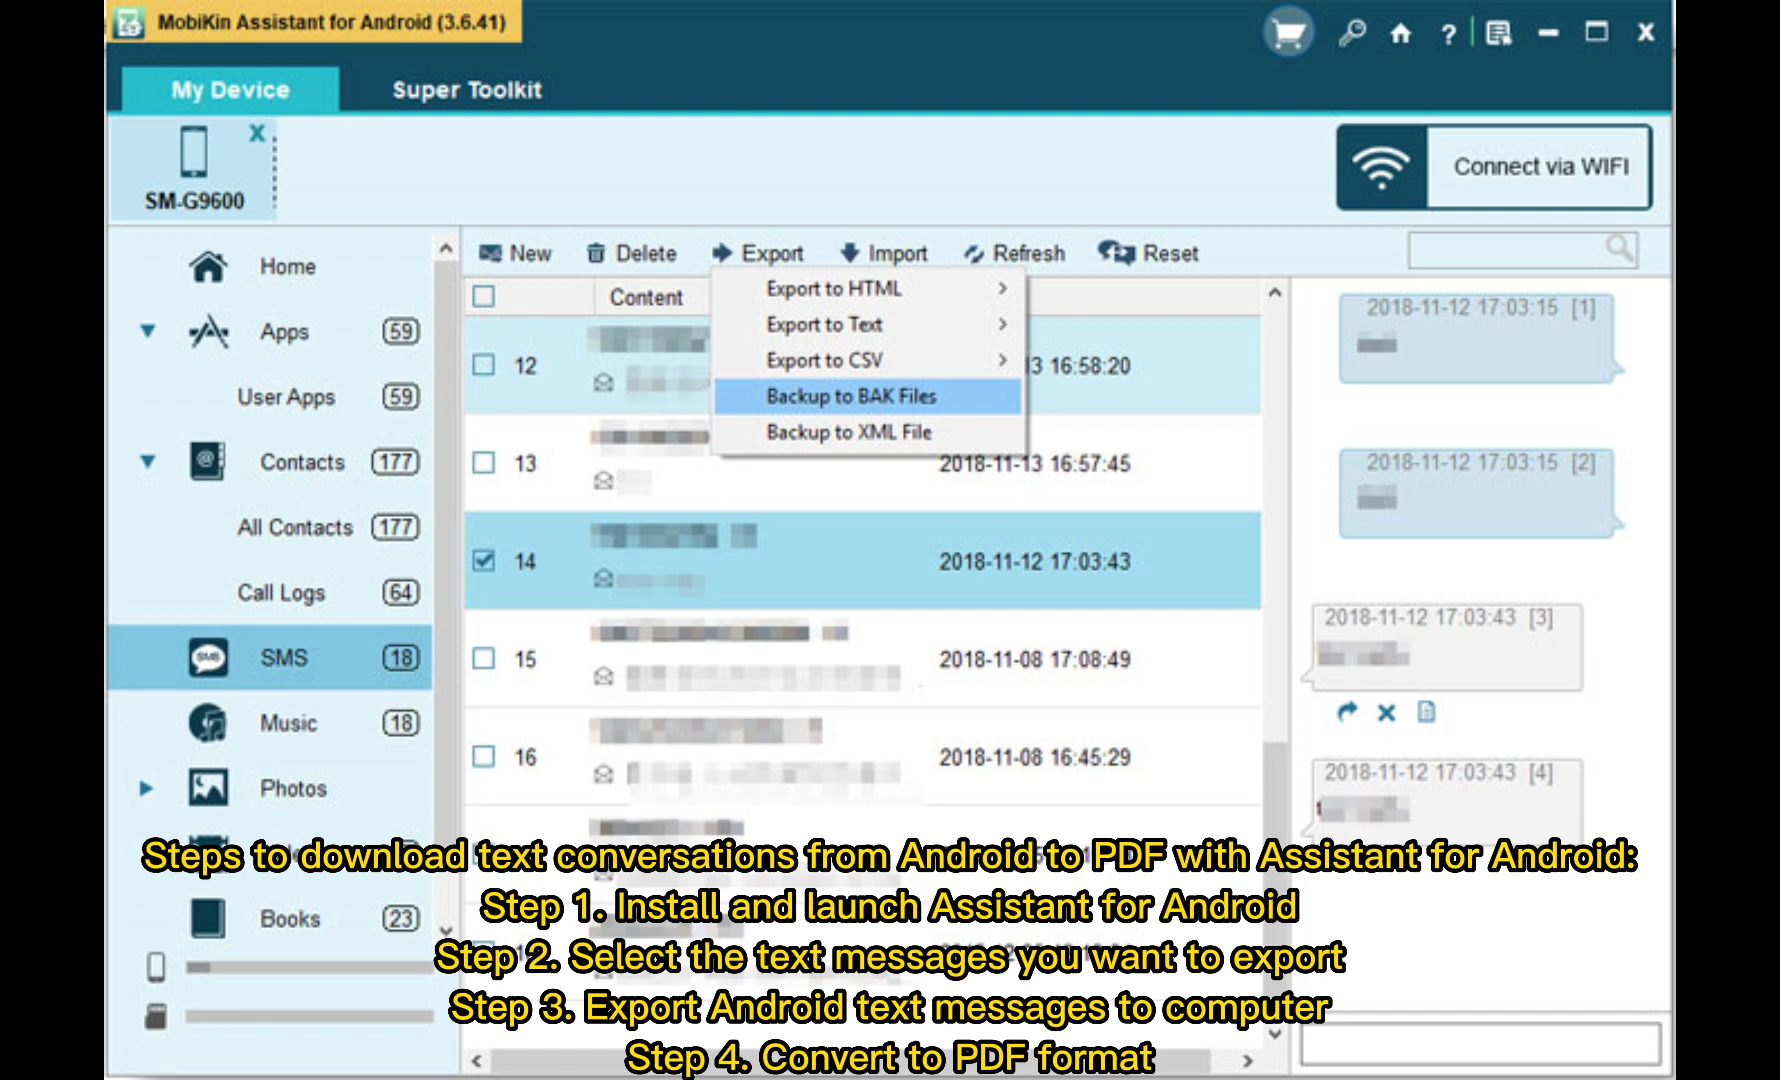 MobiKin Assistant for Android (3.6.41)
?
My Device
Super Toolkit
SM-G9600
Connect via WIFI
New
Delete
Export
Import
Refresh
Reset
Home
Apps 59
User Apps 59
Contacts 177
All Contacts 177
Call Logs 64
SMS SMS 18
Music 18
Photos
Books 23
Content
Export to HTML
Export to Text
Export to CSV
Backup to BAK Files
Backup to XML File
12
13 16:58:20
13
2018-11-13 16:57:45
14
2018-11-12 17:03:43
15
2018-11-08 17:08:49
16
2018-11-08 16:45:29
2018-11-12 17:03:15 [1]
2018-11-12 17:03:15 [2]
2018-11-12 17:03:43 [3]
2018-11-12 17:03:43 [4]
Steps to download text conversations from Android to PDF with Assistant for Android:
Step 1. Install and launch Assistant for Android
Step 2. Select the text messages you want to export
Step 3. Export Android text messages to computer
Step 4. Convert to PDF format